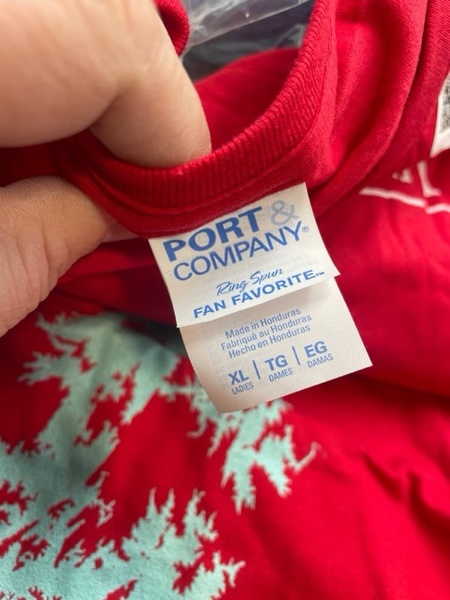 PORT &
COMPANY®
Ring Spun
FAN FAVORITE™
Made in Honduras
Fabriqué au Honduras
Hecho en Honduras
XL | TG | EG
LADIES DAMES DAMAS